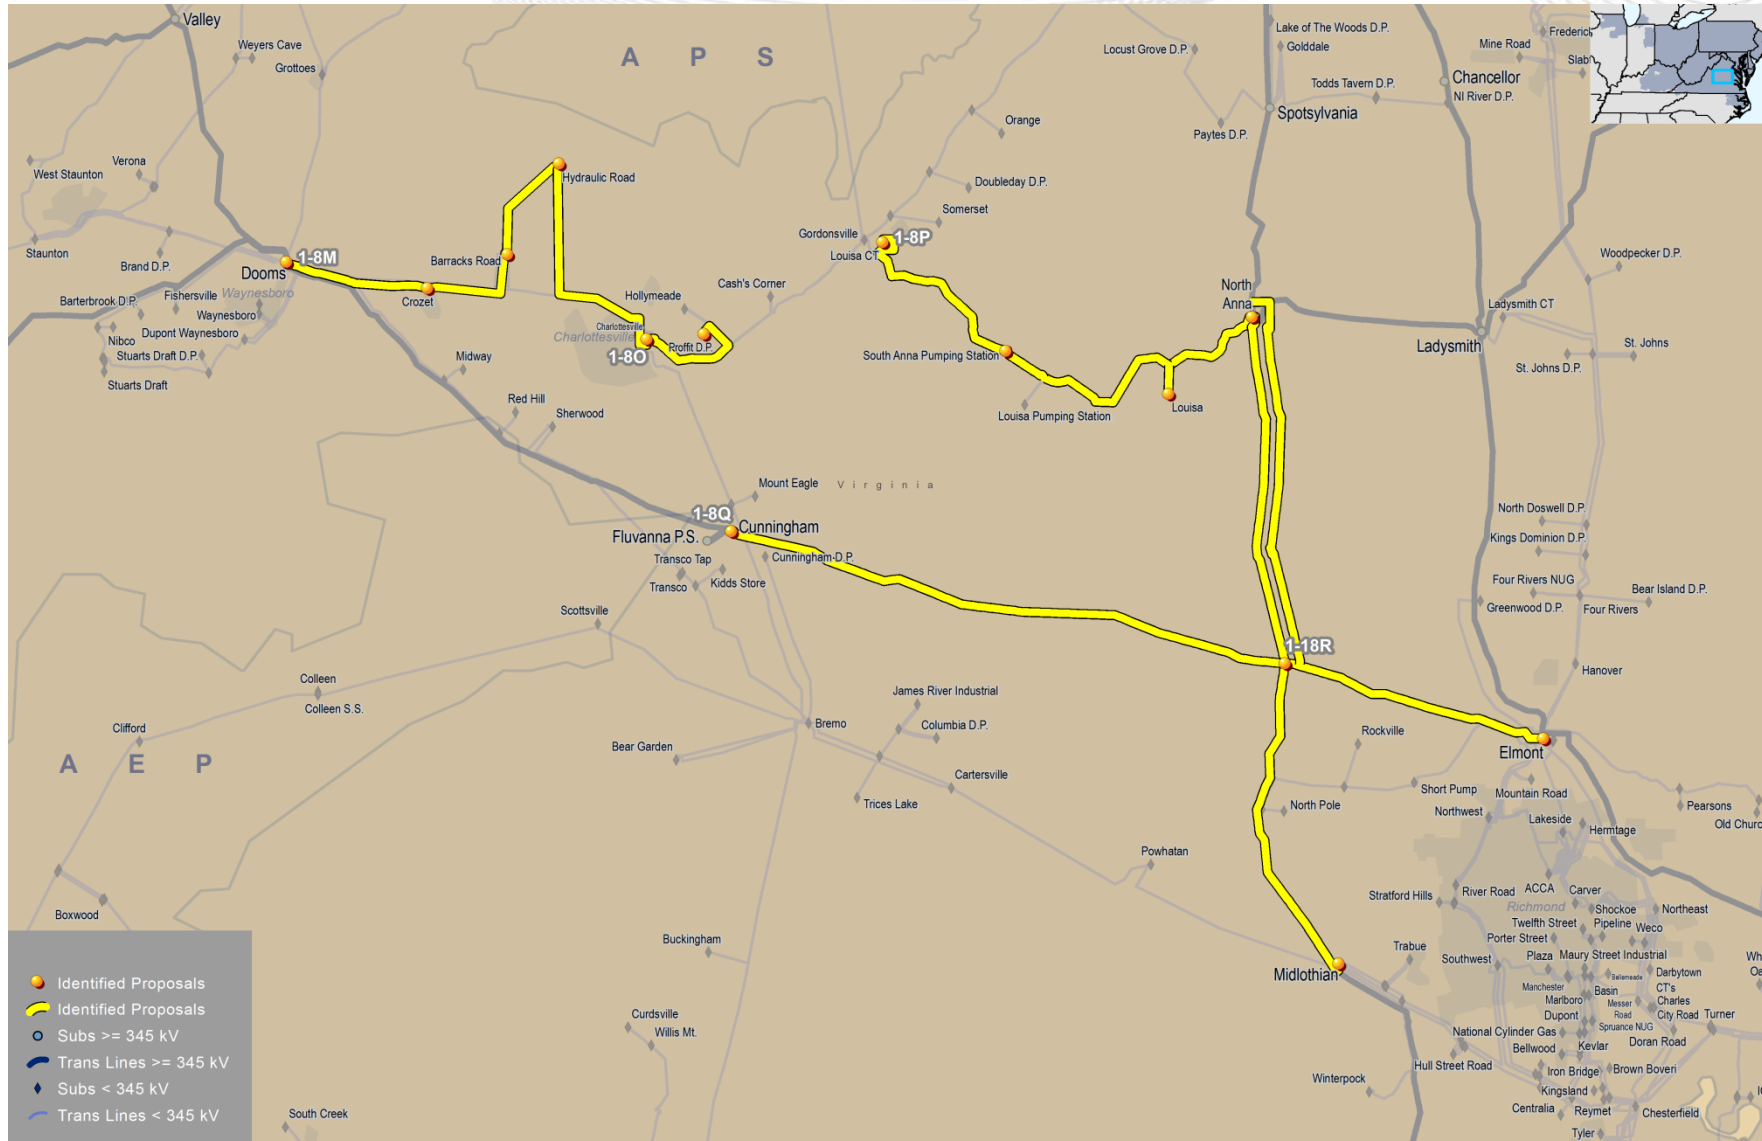 Valley
Weyers Cave
Grottoes
A P S
Locust Grove D.P.
Lake of The Woods D.P.
Golddale
Mine Road
Chancellor
NI River D.P.
Todds Tavern D.P.
Spotsylvania
Paytes D.P.
Orange
Verona
West Staunton
Hydraulic Road
Doubleday D.P.
Somerset
Staunton
Brand D.P.
1-8M
Dooms
Barracks Road
Gordonsville
1-8P
Louisa CT
Woodpecker D.P.
Waynesboro
Fishersville
Barterbrook D.P.
Waynesboro
Crozet
Hollymeade
Cash's Corner
North
Anna
Ladysmith CT
Dupont Waynesboro
Nibco
Stuarts Draft D.P.
Stuarts Draft
Midway
Charlottesville
Charlottesville
1-8O
Proffit D.P.
South Anna Pumping Station
Ladysmith
St. Johns
St. Johns D.P.
Red Hill
Sherwood
Louisa Pumping Station
Louisa
Mount Eagle
Virginia
1-8Q
Cunningham
Fluvanna P.S.
Cunningham D.P.
Transco Tap
Transco
Kidds Store
North Doswell D.P.
Kings Dominion D.P.
Four Rivers NUG
Bear Island D.P.
Greenwood D.P.
Four Rivers
Scottsville
1-18R
Hanover
Colleen
Colleen S.S.
James River Industrial
Clifford
Bremo
Columbia D.P.
Rockville
A E P
Bear Garden
Elmont
Cartersville
Trices Lake
North Pole
Short Pump
Mountain Road
Northwest
Lakeside
Hermtage
Pearsons
Old Churc
Powhatan
Boxwood
Stratford Hills
River Road
ACCA
Carver
Richmond
Shockoe
Northeast
Twelfth Street
Pipeline
Weco
Porter Street
Buckingham
Trabue
Southwest
Plaza
Maury Street Industrial
Midlothian
Bellemeade
Darbytown
CT's
Manchester
Basin
Marlboro
Messer
Road
Charles
City Road
Turner
Dupont
Spruance NUG
Curdsville
Willis Mt.
National Cylinder Gas
Doran Road
Bellwood
Kevlar
Hull Street Road
Iron Bridge
Brown Boveri
Winterpock
Kingsland
Centralia
Reymet
Chesterfield
Tyler
South Creek
Identified Proposals
Identified Proposals
Subs >= 345 kV
Trans Lines >= 345 kV
Subs < 345 kV
Trans Lines < 345 kV